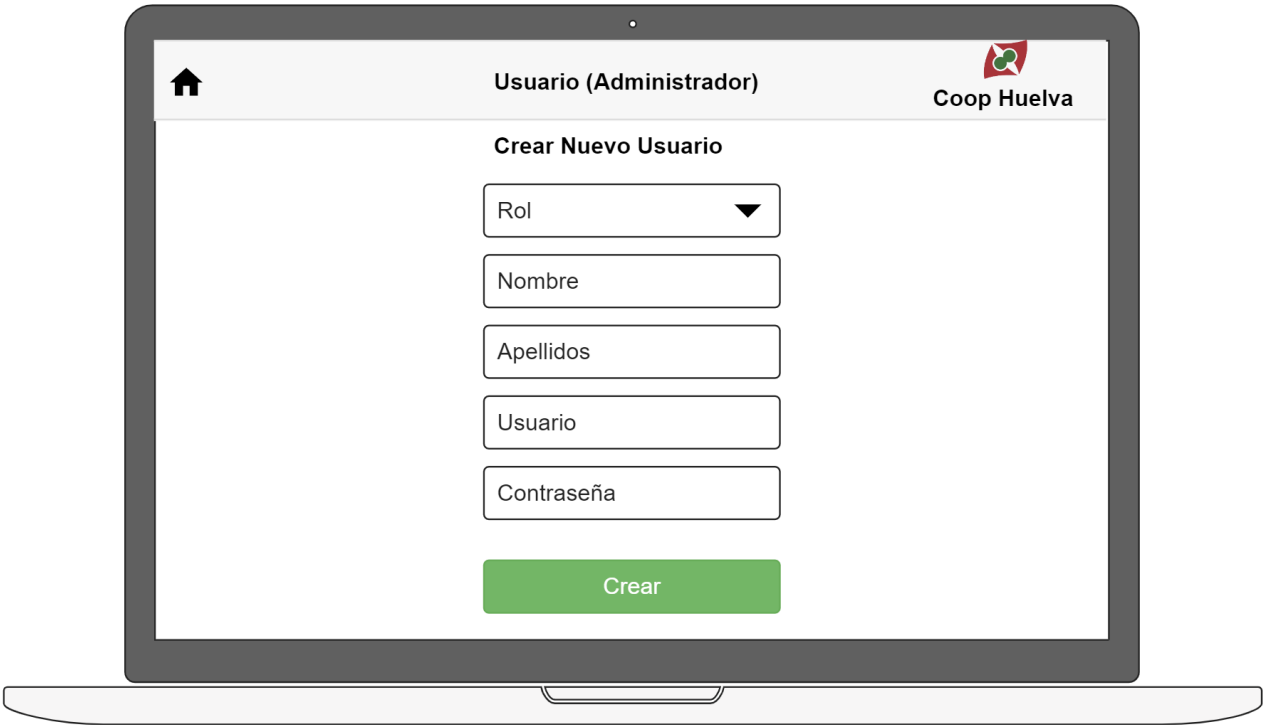 Usuario (Administrador)
Coop Huelva
Crear Nuevo Usuario
Rol
Nombre
Apellidos
Usuario
Contraseña
Crear